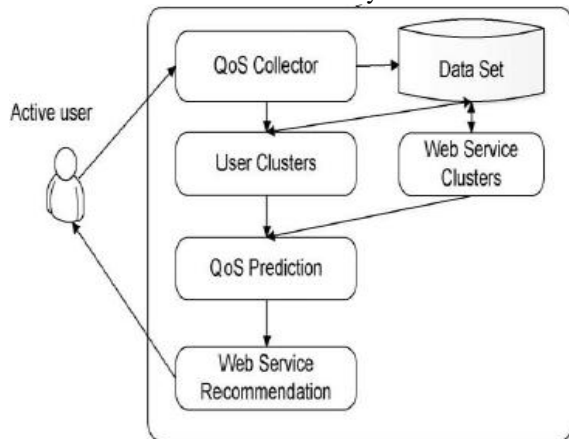 QoS Collector
Data Set
Active user
User Clusters
Web Service
Clusters
QoS Prediction
Web Service
Recommendation